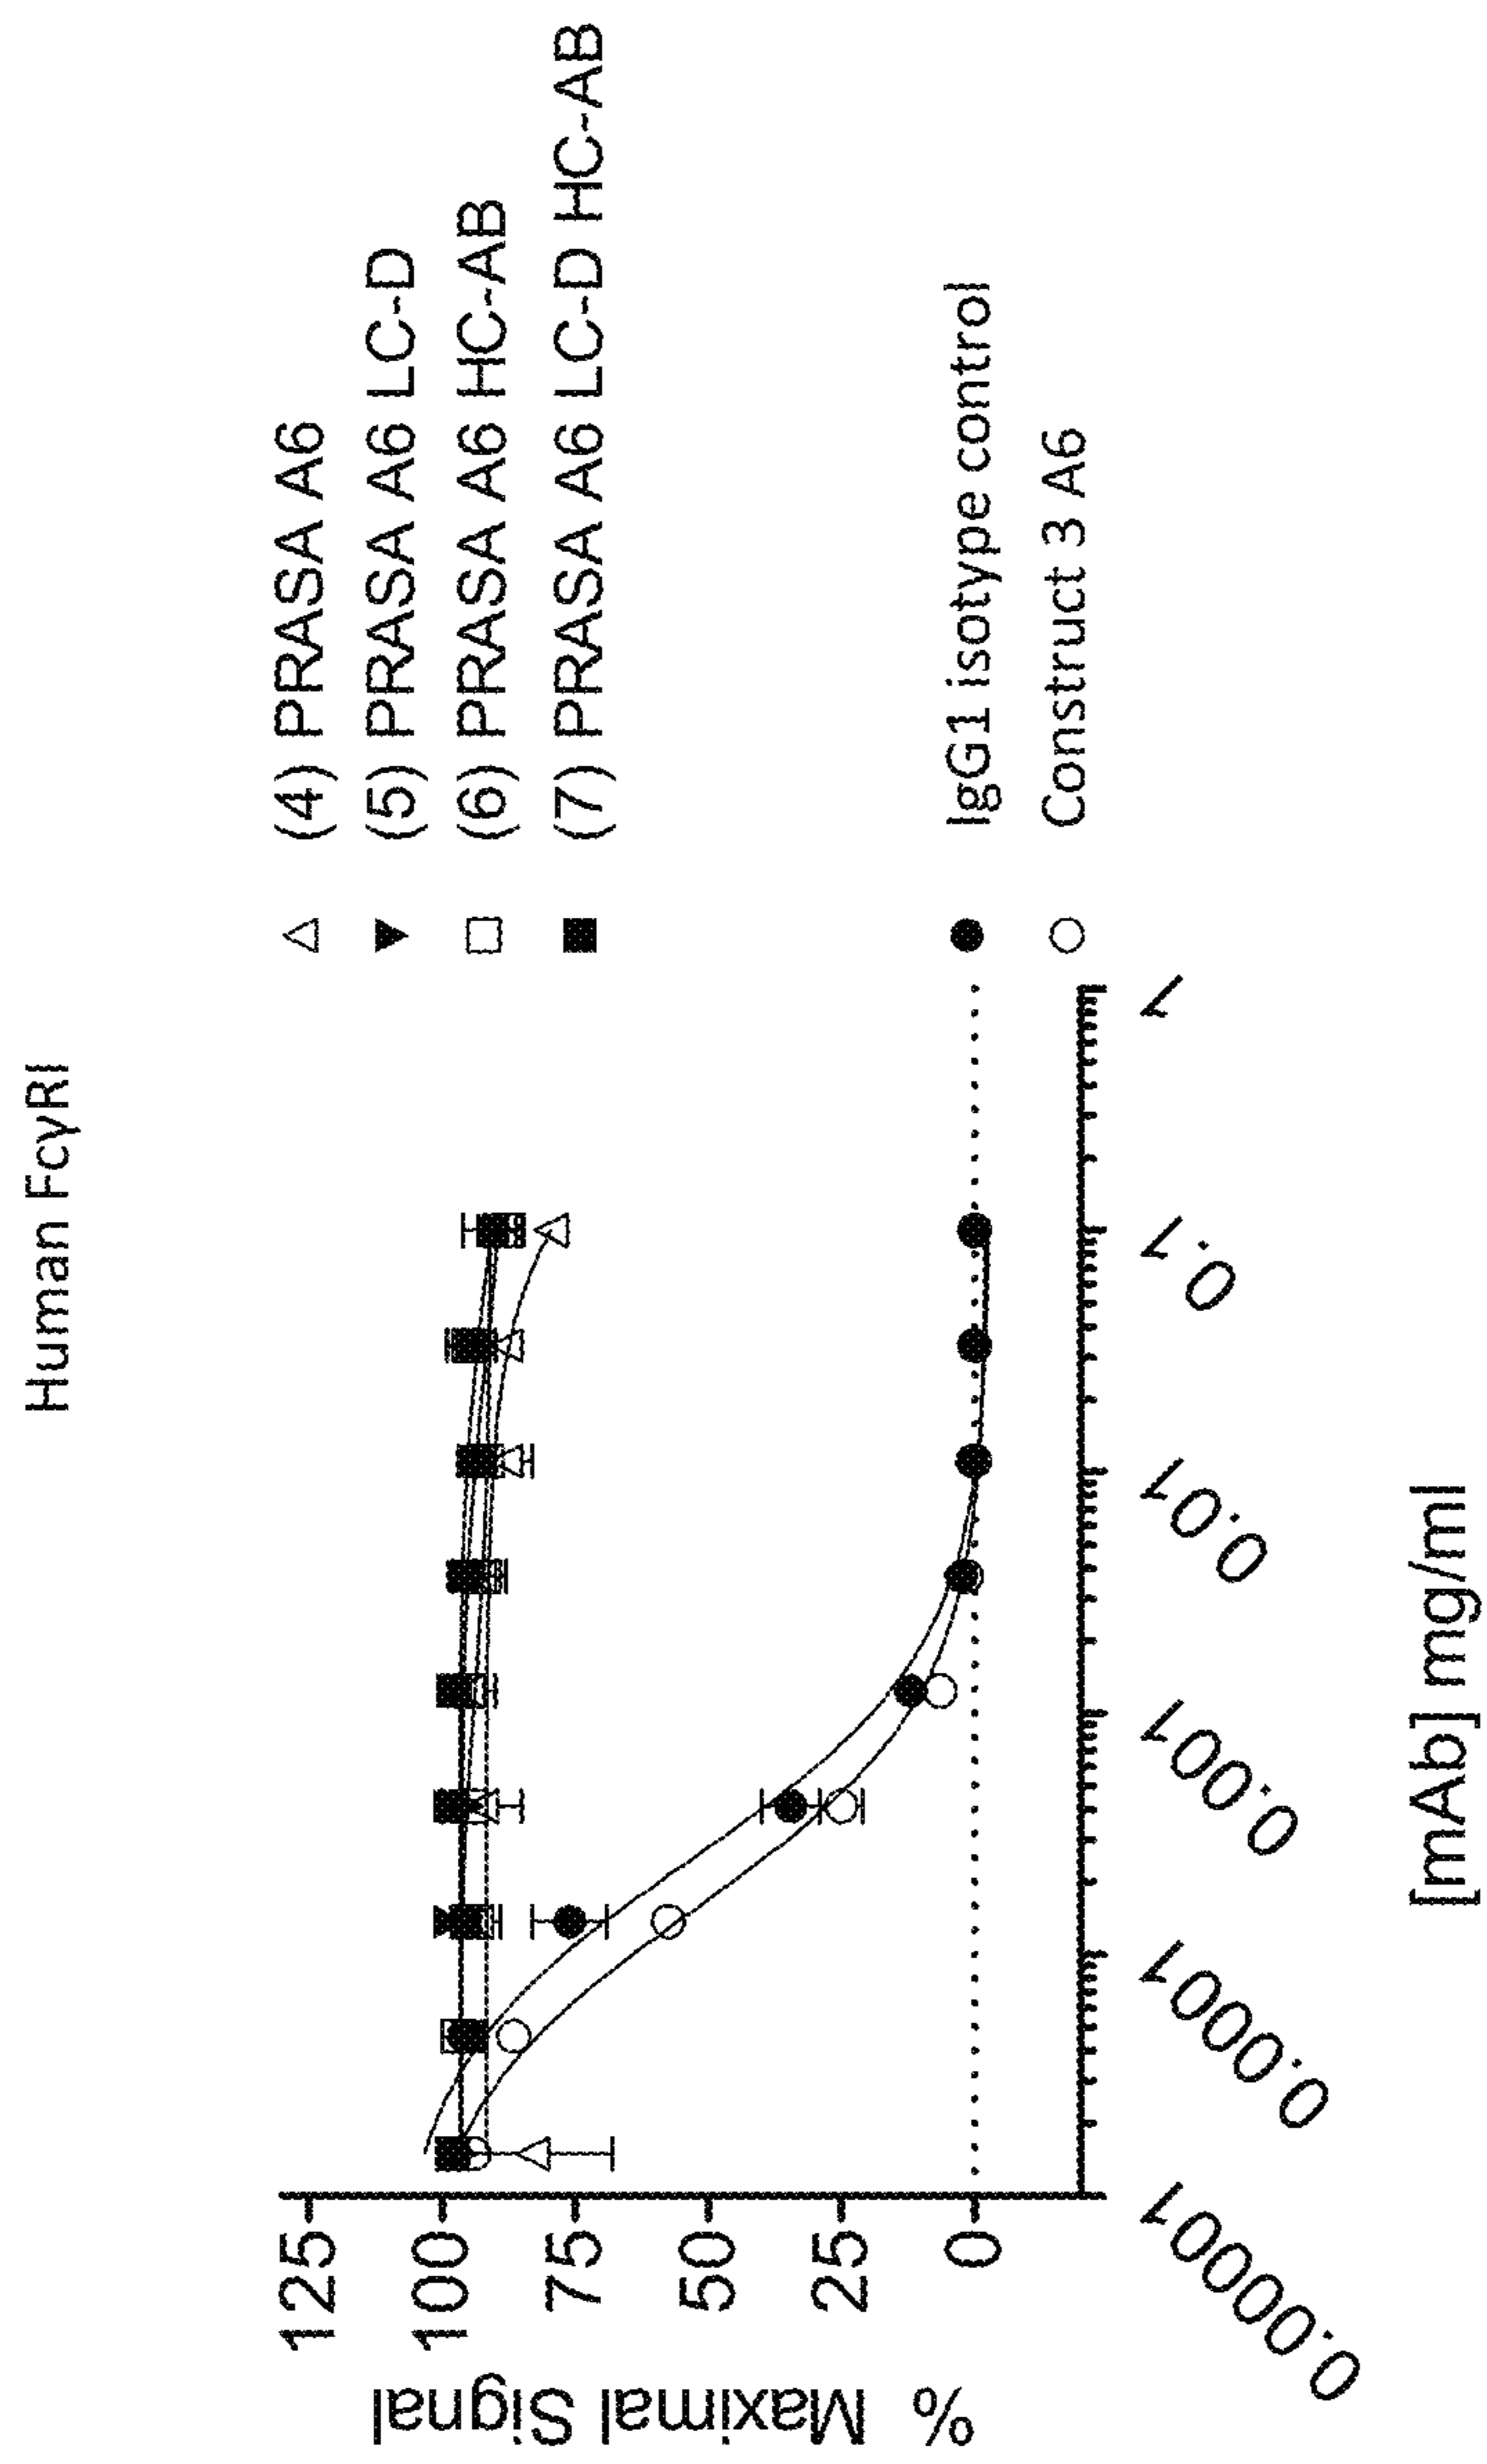 Human FcγRI
% Maximal Signal
125
100
75
50
25
0
0.00001
0.0001
0.001
0.01
0.1
1
[mAb] mg/ml
(4) PRASA A6
(5) PRASA A6 LC-D
(6) PRASA A6 HC-AB
(7) PRASA A6 LC-D HC-AB
IgG1 isotype control
Construct 3 A6